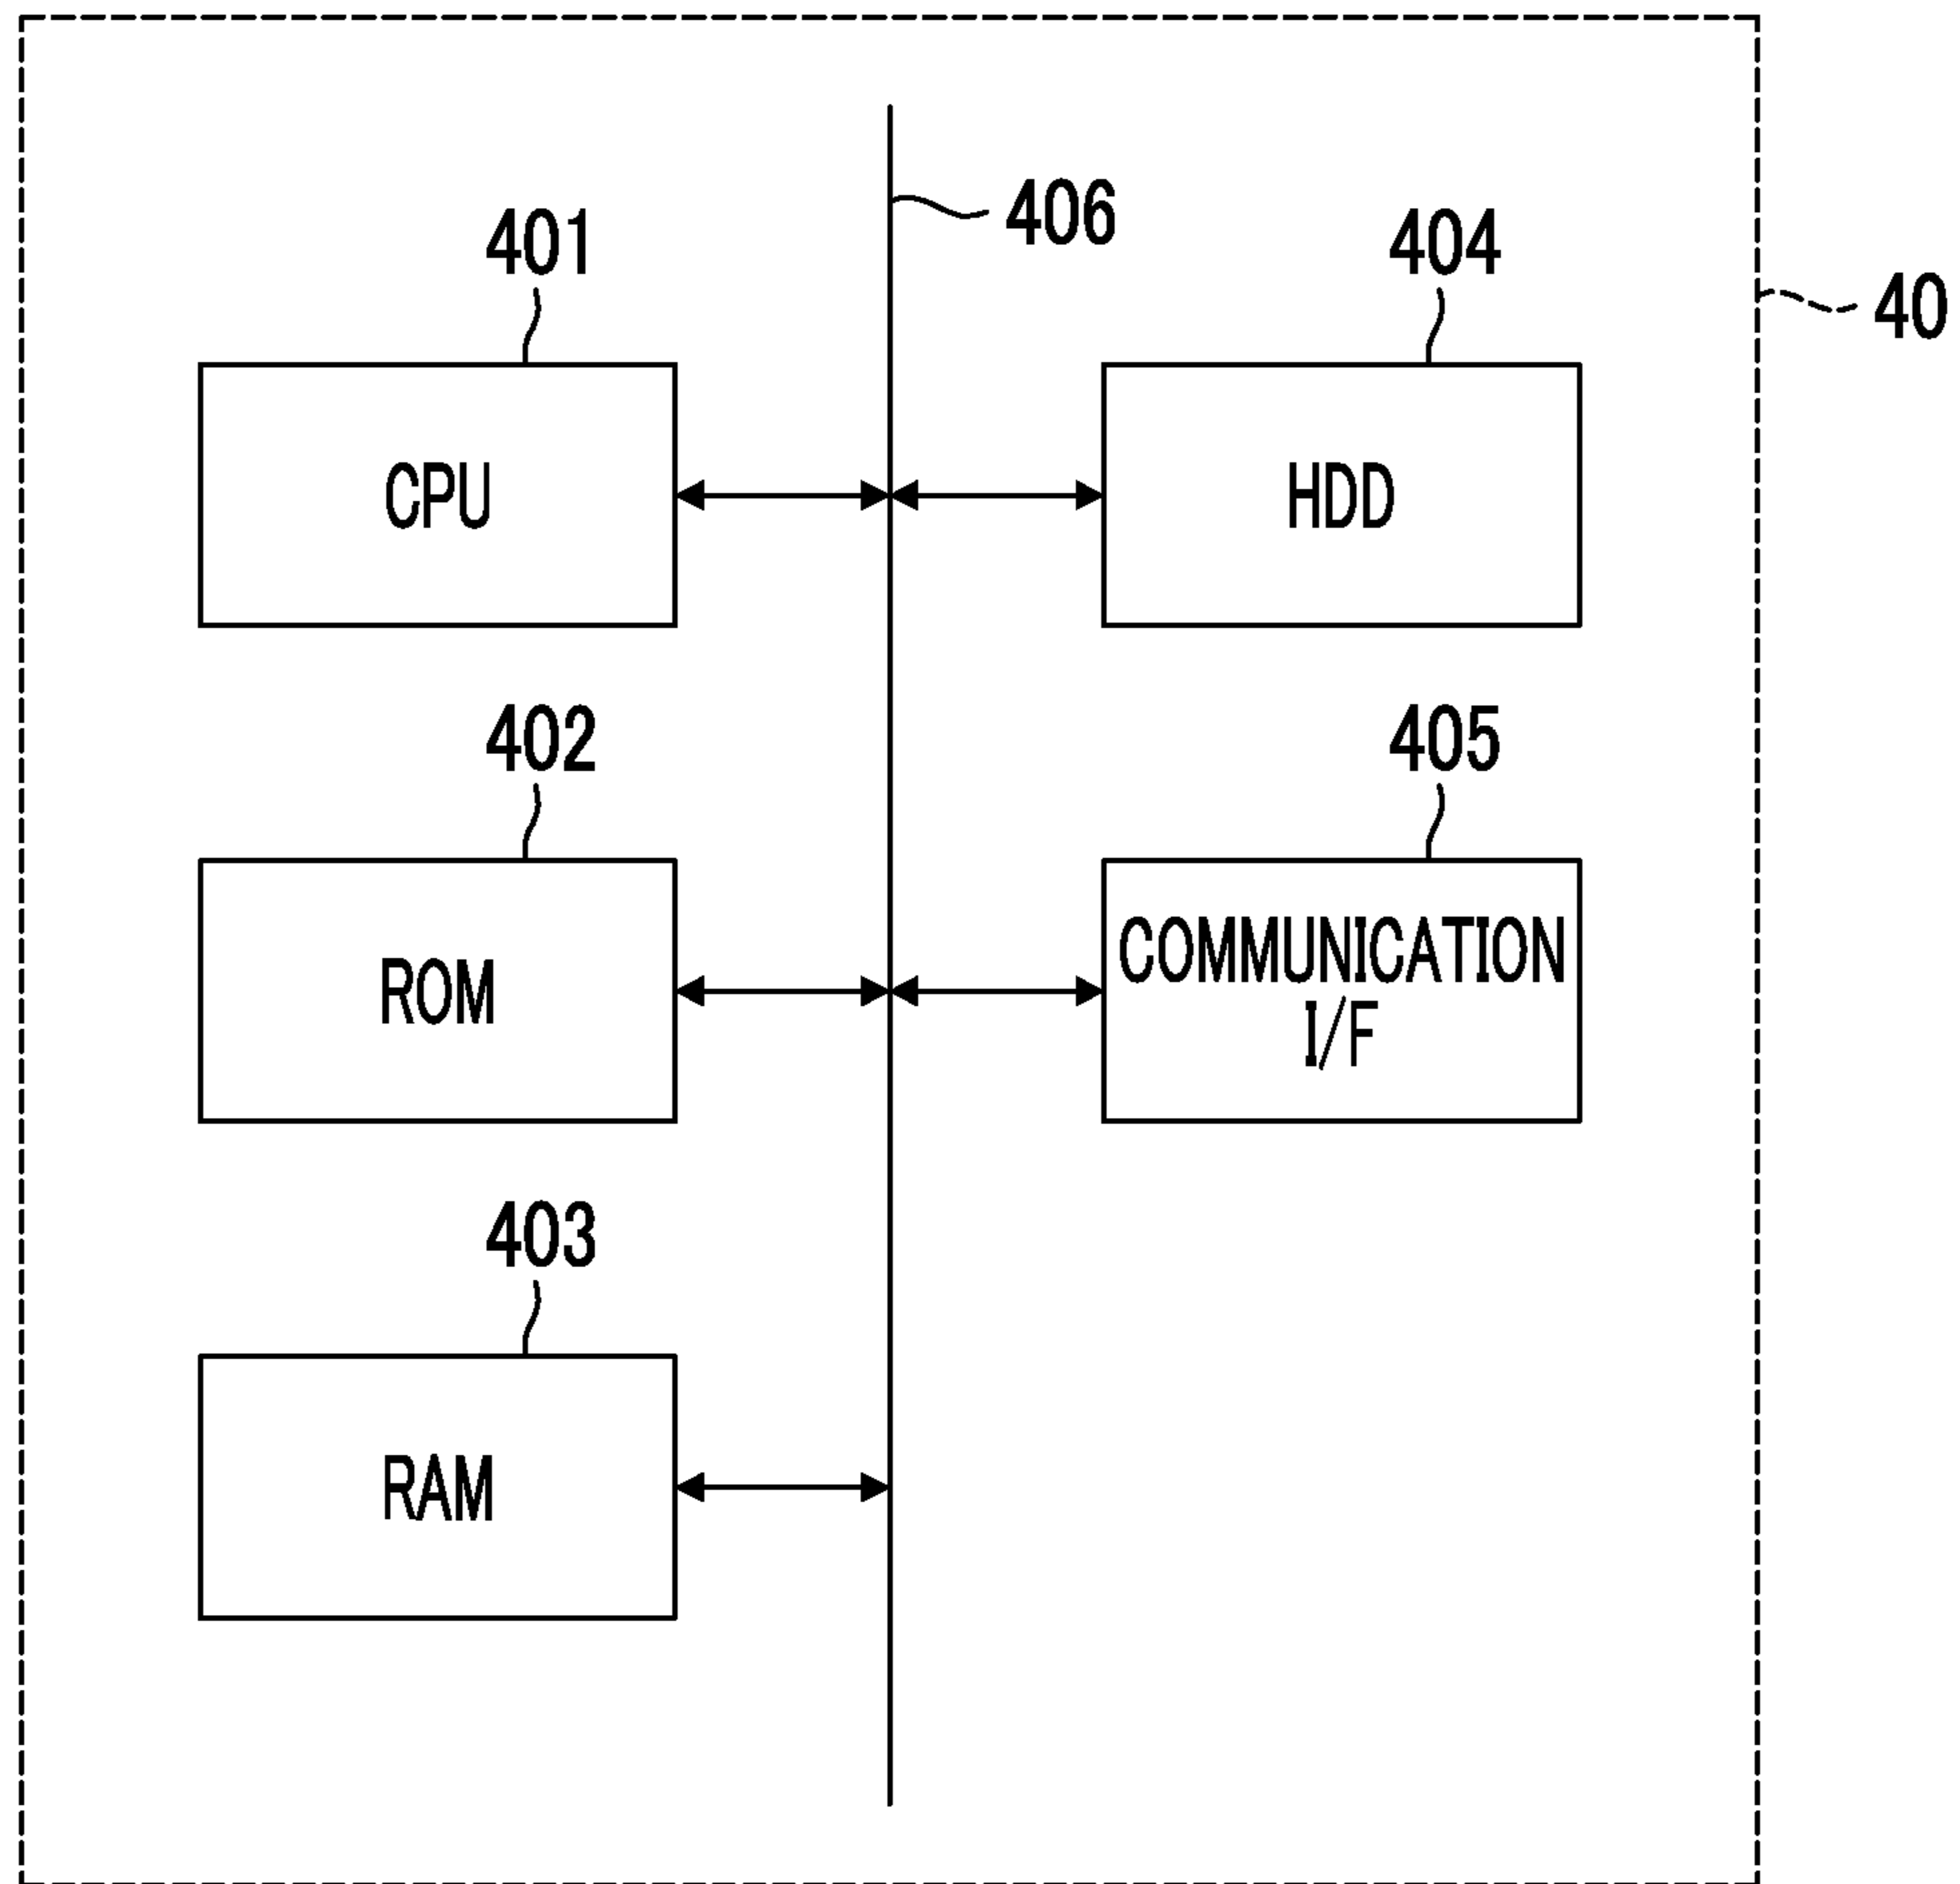 406
401
404
40
CPU
HDD
402
405
ROM
COMMUNICATION
I/F
403
RAM